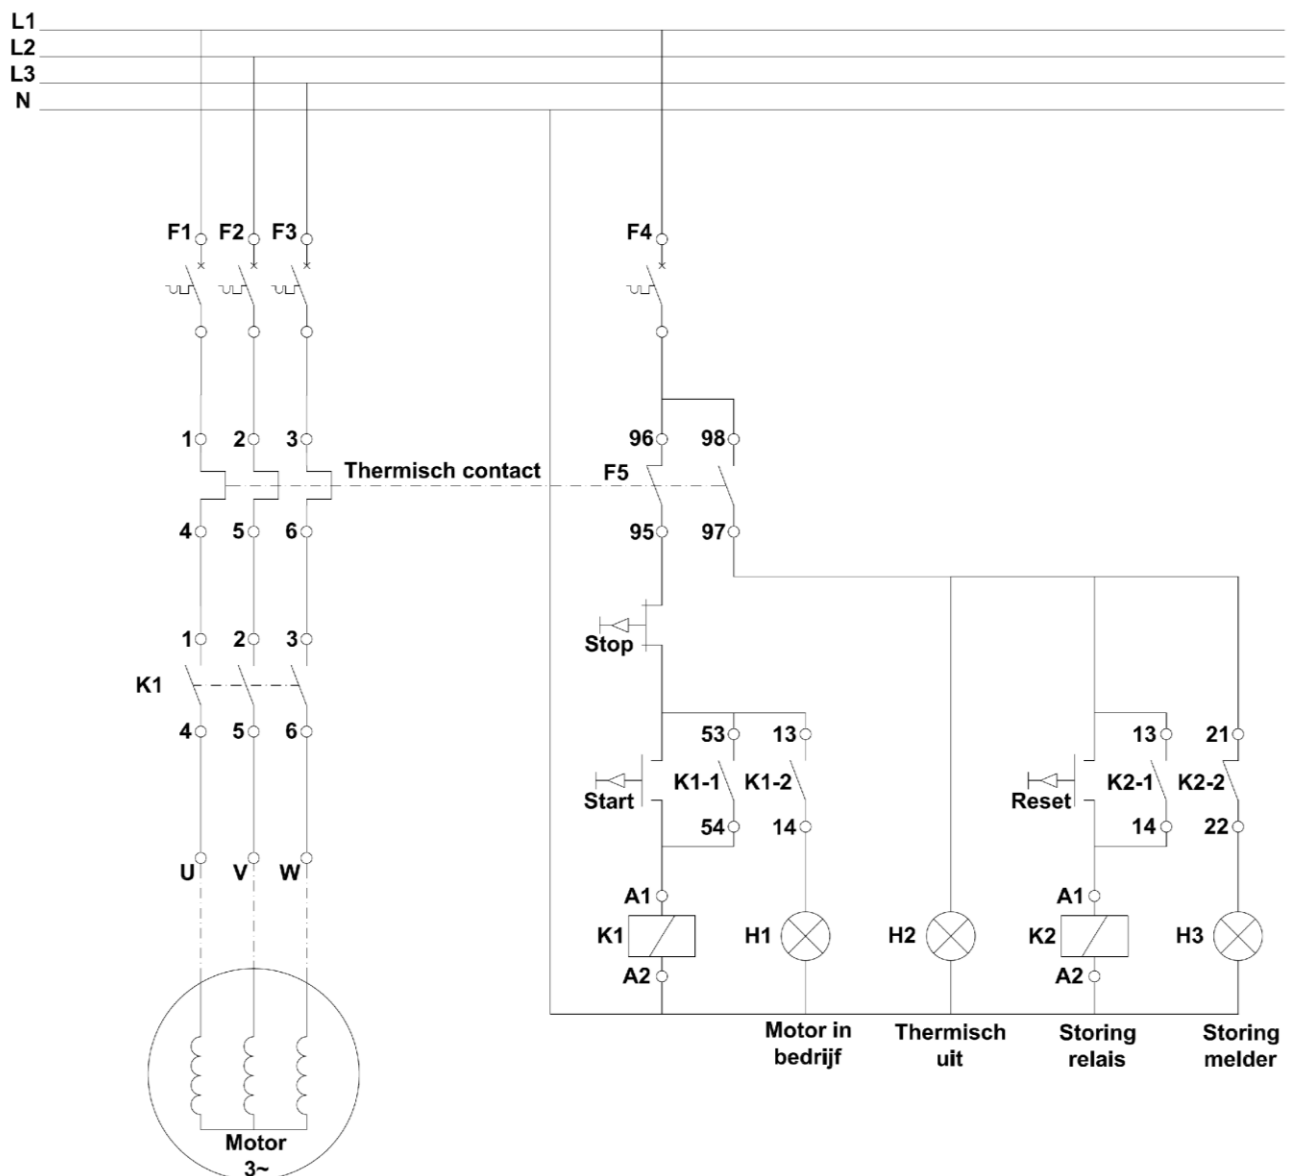 L1
L2
L3
N
F1 F2 F3 F4
1 2 3 96 98
Thermisch contact
F5
4 5 6 95 97
Stop
1 2 3
K1
4 5 6
53 13 13 21
K1-1 K1-2 K2-1 K2-2
Start Reset
54 14 14 22
U V W
A1 A1
K1 H1 H2 K2 H3
A2 A2
Motor in
bedrijf
Thermisch
uit
Storing
relais
Storing
melder
Motor
3~